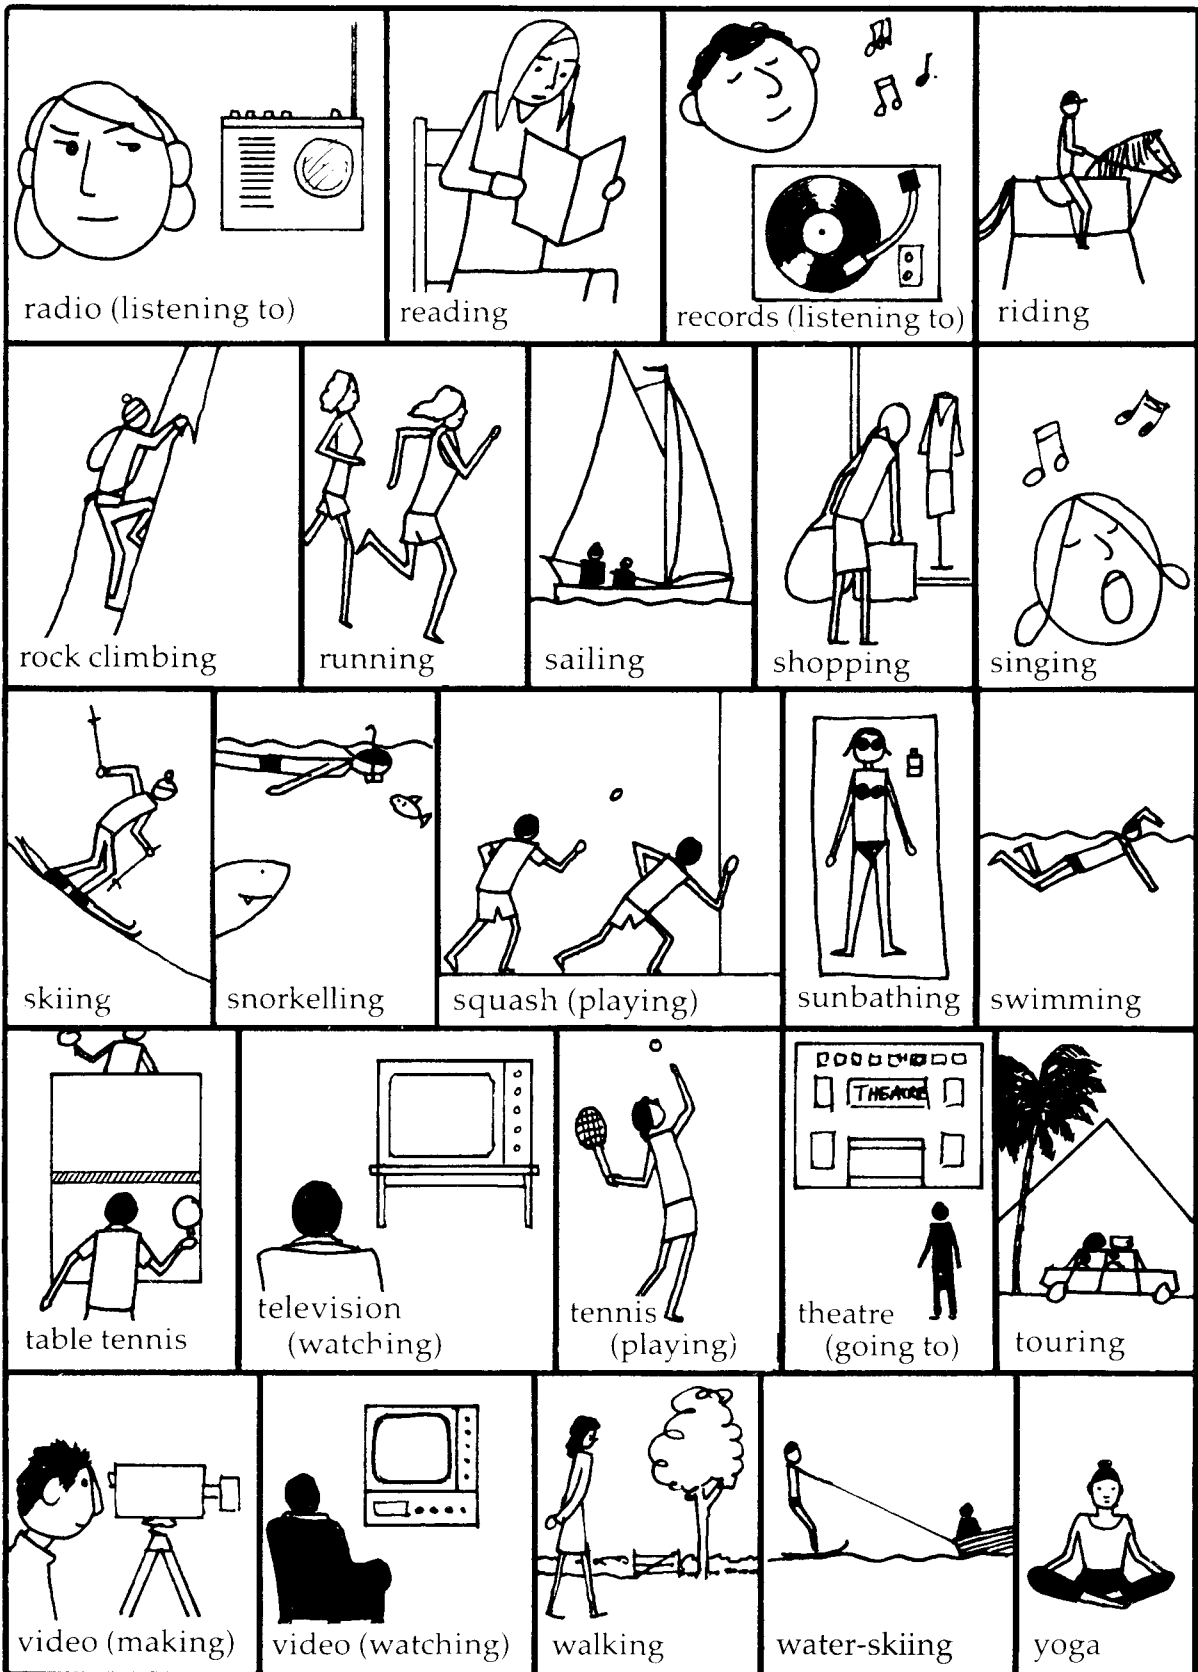 radio (listening to)
reading
records (listening to)
riding
rock climbing
running
sailing
shopping
singing
skiing
snorkelling
squash (playing)
sunbathing
swimming
table tennis
television
(watching)
tennis
(playing)
THEATRE
theatre
(going to)
touring
video (making)
video (watching)
walking
water-skiing
yoga